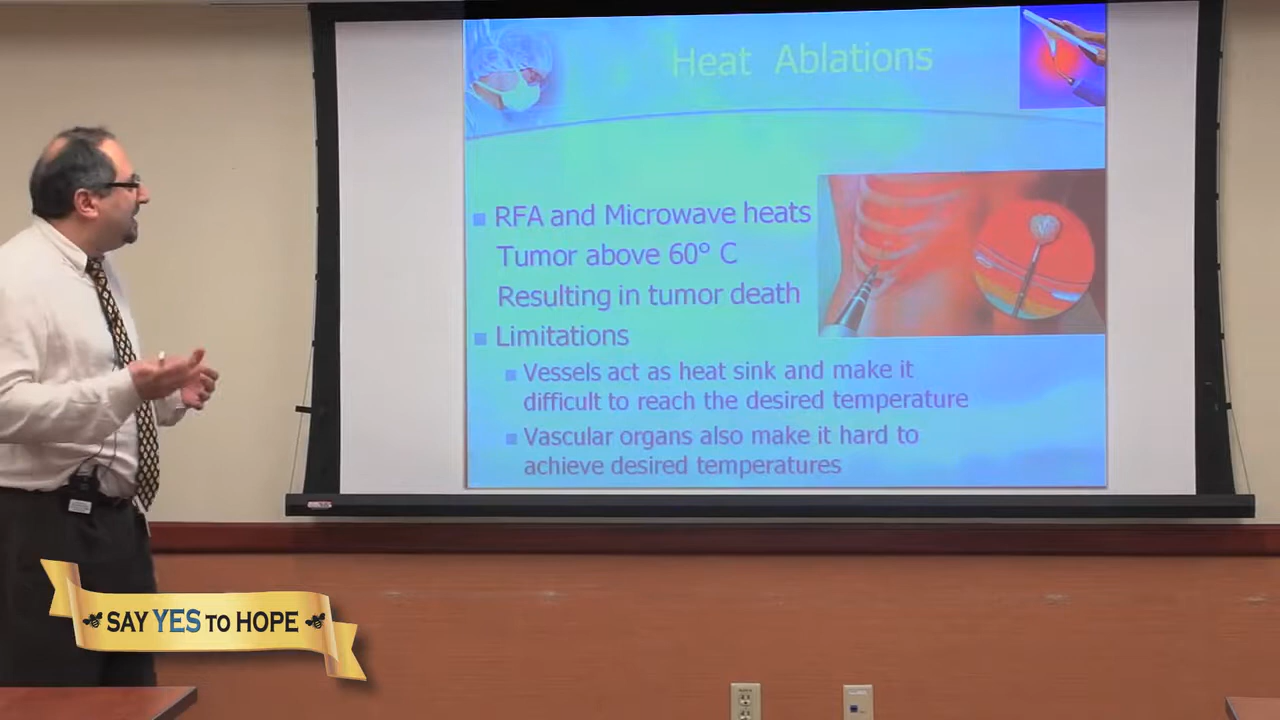 Heat Ablations
RFA and Microwave heats
Tumor above 60° C
Resulting in tumor death
Limitations
Vessels act as heat sink and make it
difficult to reach the desired temperature
Vascular organs also make it hard to
achieve desired temperatures
SAY YES TO HOPE